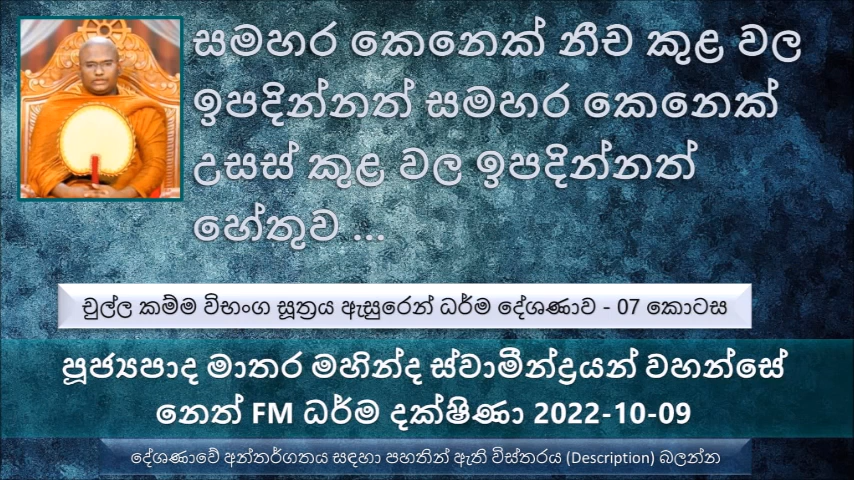 සමහර කෙනෙක් නීච කුළ වල
ඉපදින්නත් සමහර කෙනෙක්
උසස් කුළ වල ඉපදින්නත්
හේතුව ...
චුල්ල කම්ම විභංග සූත්‍රය ඇසුරෙන් ධර්ම දේශණාව - 07 කොටස
පූජ්‍යපාද මාතර මහින්ද ස්වාමීන්ද්‍රයන් වහන්සේ
නෙත් FM ධර්ම දක්ෂිණා 2022-10-09
දේශණාවේ අන්තර්ගතය සඳහා පහතින් ඇති විස්තරය (Description) බලන්න